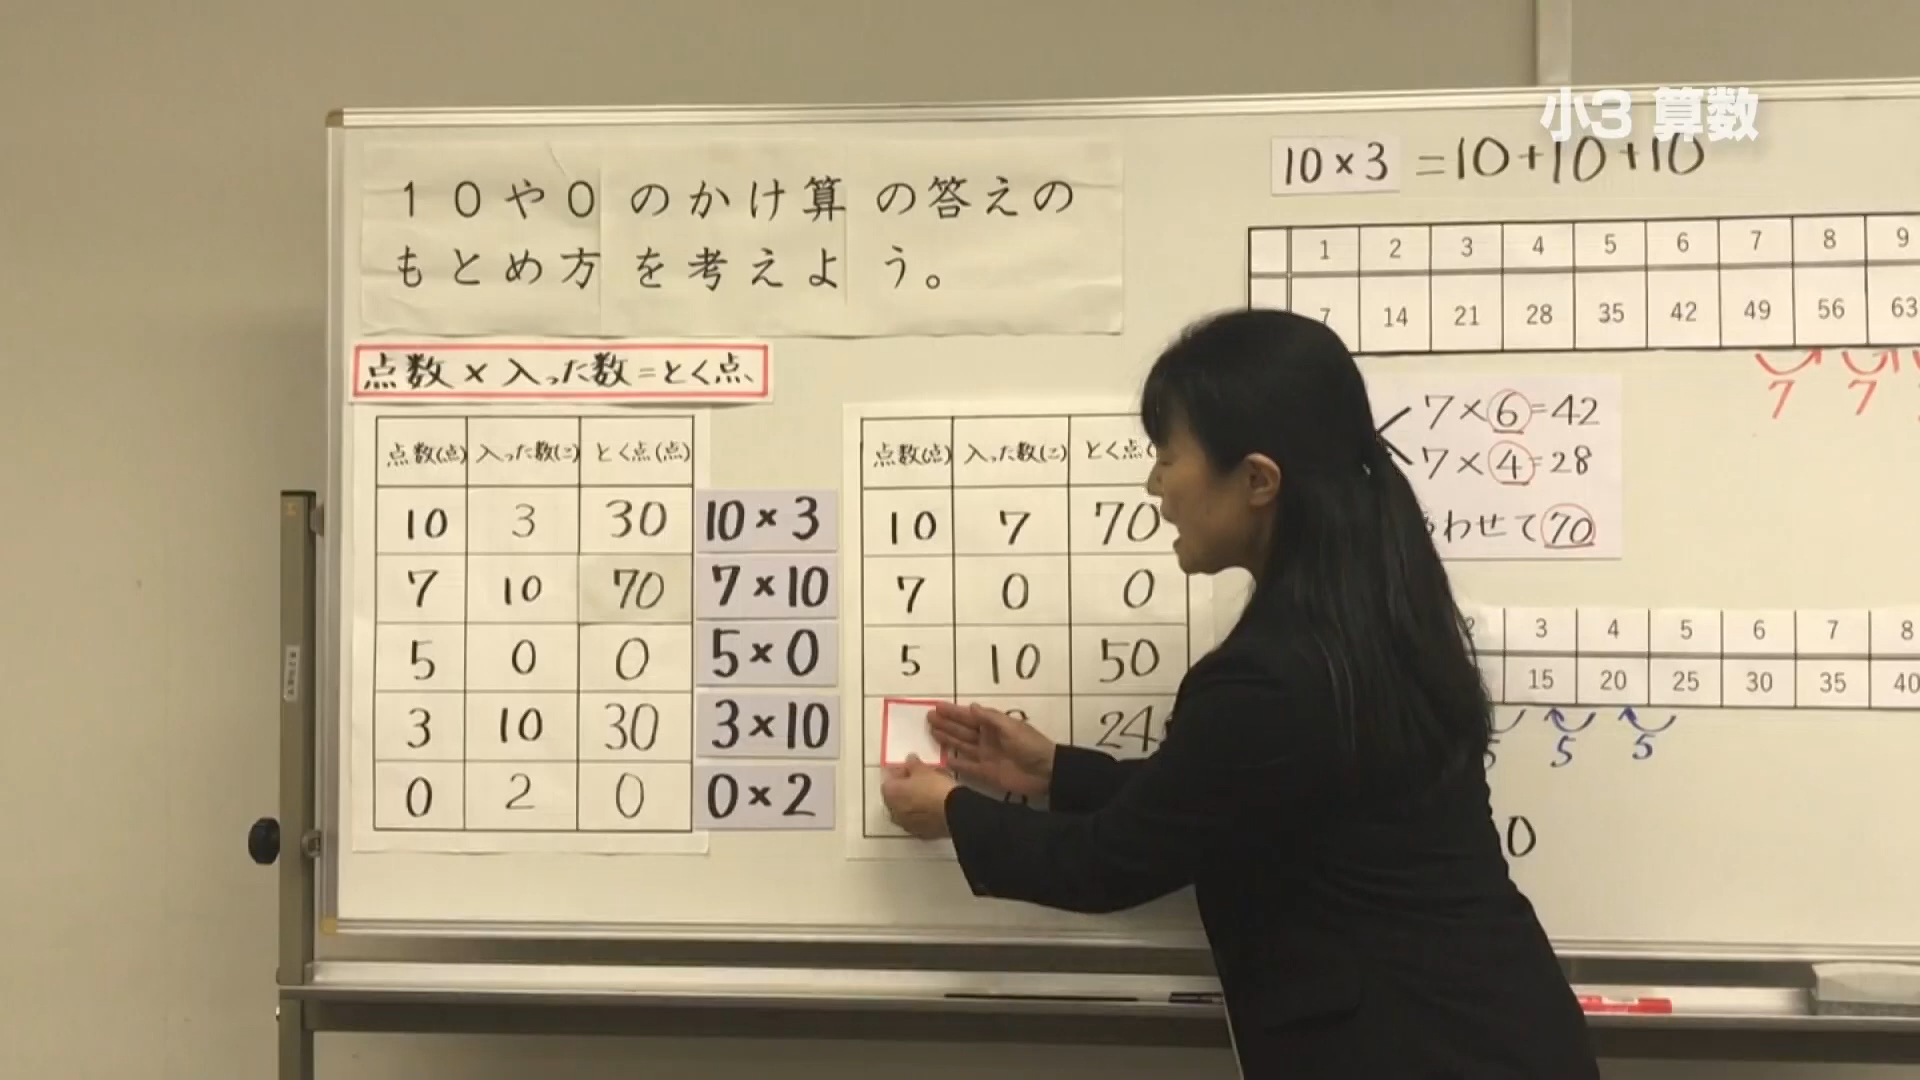 小3 算数
10や0のかけ算の答えの
もとめ方を考えよう。
点数×入った数=とく点
点数(点) 入った数(こ) とく点(点)
10 3 30 10×3
7 10 70 7×10
5 0 0 5×0
3 10 30 3×10
0 2 0 0×2
点数(点) 入った数(こ) とく点(
10 7 70
7 0 0
5 10 50
24
10×3 =10+10+10
1 2 3 4 5 6 7 8 9
7 14 21 28 35 42 49 56 63
7 7
7×6=42
7×4=28
わせて70
2 3 4 5 6 7 8
15 20 25 30 35 40
5 5 5
0